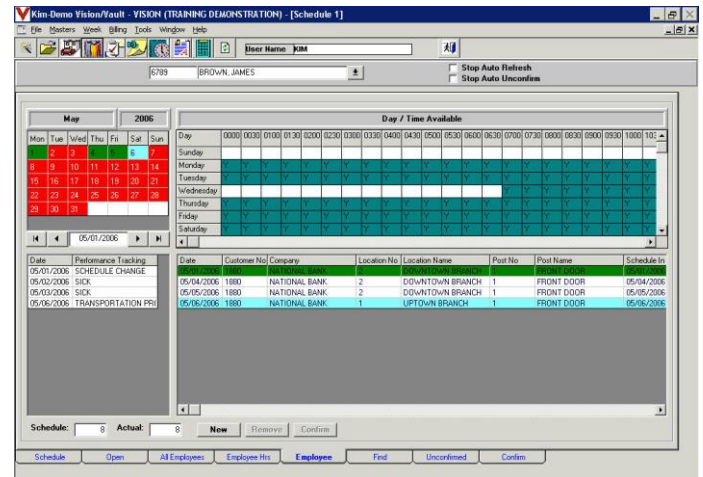 Kim-Demo Vision/Vault - VISION (TRAINING DEMONSTRATION) - [Schedule 1]
File Masters Week Billing Tools Window Help
User Name KIM
6789 BROWN, JAMES
Stop Auto Refresh
Stop Auto Unconfirm
May 2006
Day / Time Available
Mon Tue Wed Thu Fri Sat Sun
Day 0000 0030 0100 0130 0200 0230 0300 0330 0400 0430 0500 0530 0600 0630 0700 0730 0800 0830 0900 0930 1000 103
1 2 3 4 5 6 7
8 9 10 11 12 13 14
15 16 17 18 19 20 21
22 23 24 25 26 27 28
29 30 31
Sunday
Monday Y Y Y Y Y Y Y Y Y Y Y Y Y Y Y Y Y Y Y Y Y
Tuesday Y Y Y Y Y Y Y Y Y Y Y Y Y Y Y Y Y Y Y Y Y
Wednesday Y Y Y Y Y Y Y
Thursday Y Y Y Y Y Y Y Y Y Y Y Y Y Y Y Y Y Y Y Y Y
Friday Y Y Y Y Y Y Y Y Y Y Y Y Y Y Y Y Y Y Y Y Y
Saturday Y Y Y Y Y Y Y Y Y Y Y Y Y Y Y Y Y Y Y Y Y
05/01/2006
Date Performance Tracking
05/01/2006 SCHEDULE CHANGE
05/02/2006 SICK
05/03/2006 SICK
05/06/2006 TRANSPORTATION PRI
Date Customer No Company Location No Location Name Post No Post Name Schedule In
05/01/2006 1880 NATIONAL BANK 2 DOWNTOWN BRANCH 1 FRONT DOOR 05/01/2006
05/04/2006 1880 NATIONAL BANK 2 DOWNTOWN BRANCH 1 FRONT DOOR 05/04/2006
05/05/2006 1880 NATIONAL BANK 2 DOWNTOWN BRANCH 1 FRONT DOOR 05/05/2006
05/06/2006 1880 NATIONAL BANK 1 UPTOWN BRANCH 1 FRONT DOOR 05/06/2006
Schedule: 8 Actual: 8 New Remove Confirm
Schedule Open All Employees Employee Hrs Employee Find Unconfirmed Confirm